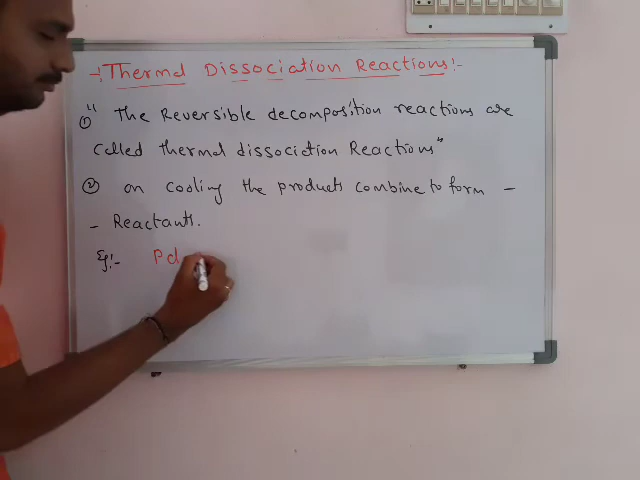 -:Thermal Dissociation Reactions:-
① "The Reversible decomposition reactions are
called thermal dissociation Reactions"
② on cooling the products combine to form -
- Reactants.
Eg:- Pcl